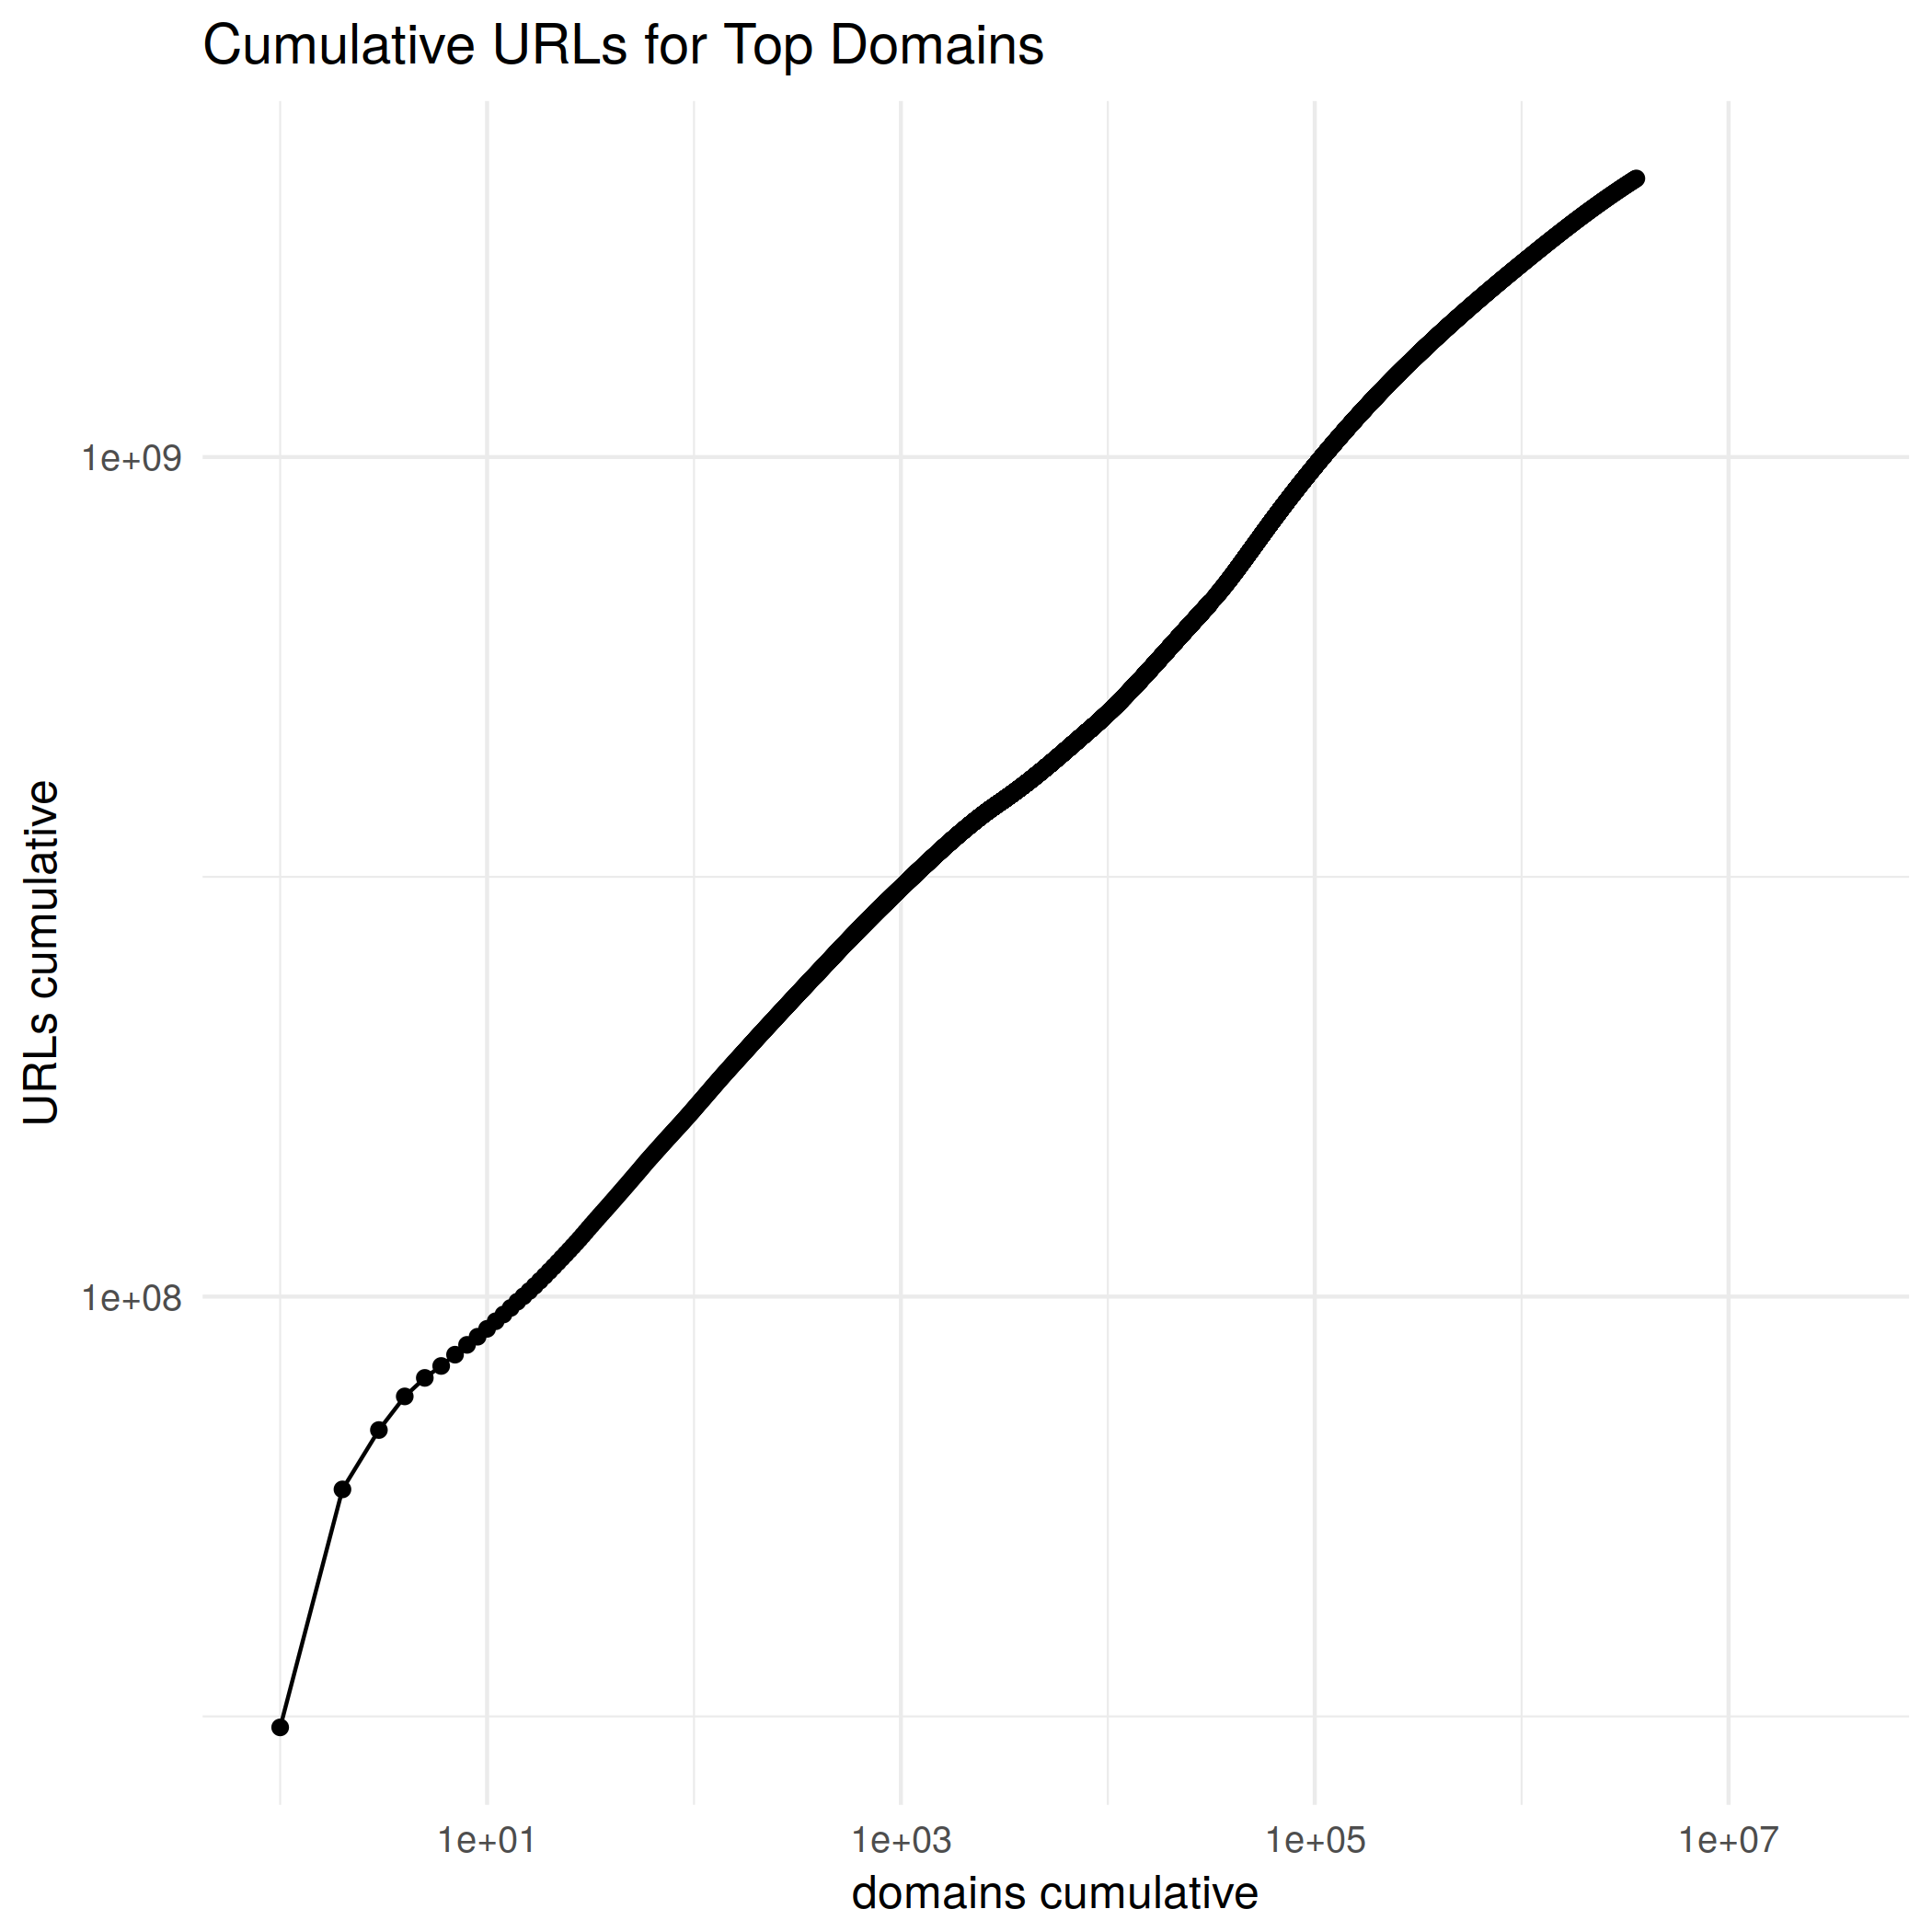 Cumulative URLs for Top Domains
URLs cumulative
1e+09
1e+08
1e+01
1e+03
1e+05
1e+07
domains cumulative